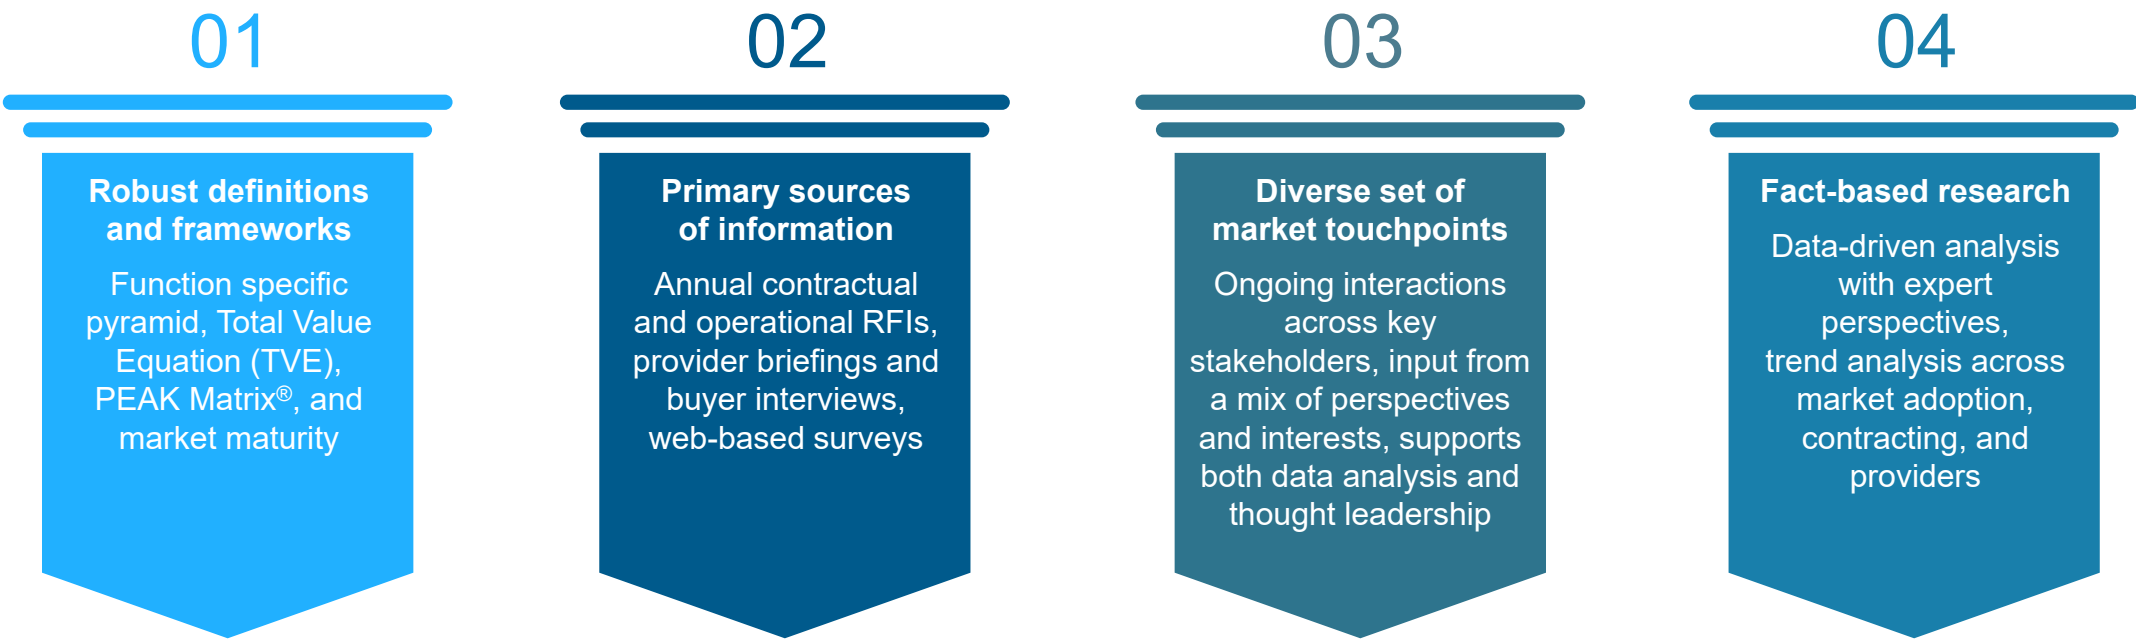 01
Robust definitions
and frameworks
Function specific
pyramid, Total Value
Equation (TVE),
PEAK Matrix®, and
market maturity
02
Primary sources
of information
Annual contractual
and operational RFIs,
provider briefings and
buyer interviews,
web-based surveys
03
Diverse set of
market touchpoints
Ongoing interactions
across key
stakeholders, input from
a mix of perspectives
and interests, supports
both data analysis and
thought leadership
04
Fact-based research
Data-driven analysis
with expert
perspectives,
trend analysis across
market adoption,
contracting, and
providers